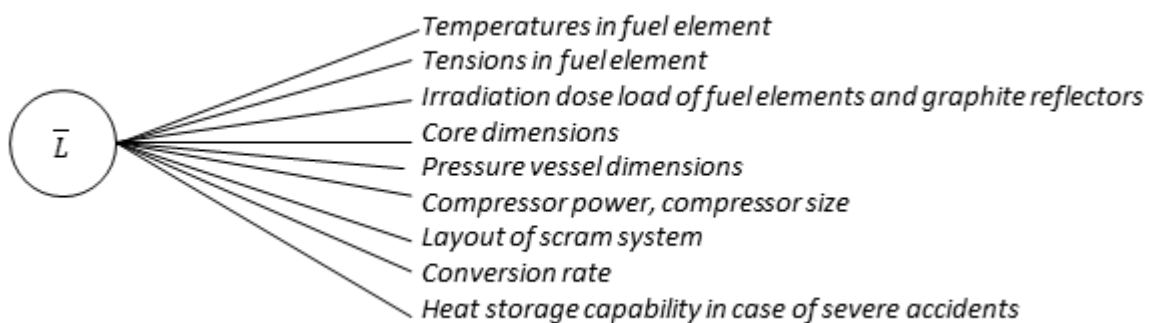 L̅
Temperatures in fuel element
Tensions in fuel element
Irradiation dose load of fuel elements and graphite reflectors
Core dimensions
Pressure vessel dimensions
Compressor power, compressor size
Layout of scram system
Conversion rate
Heat storage capability in case of severe accidents